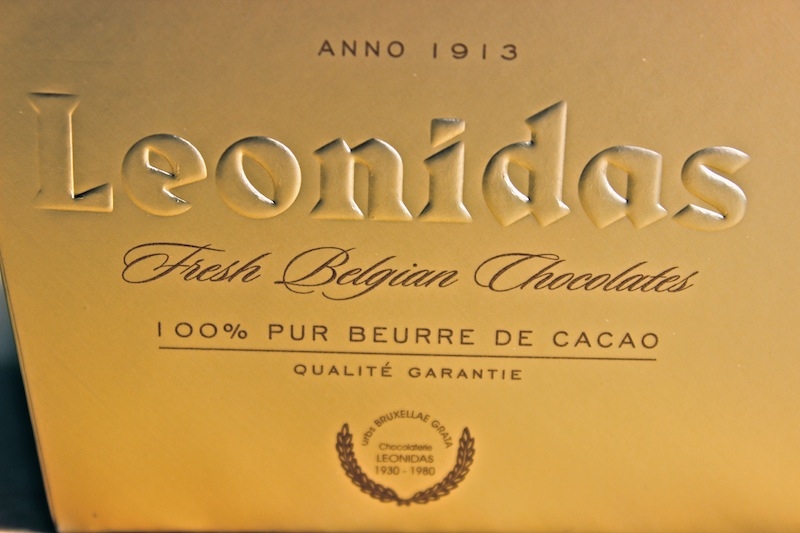 ANNO 1913
Leonidas
Fresh Belgian Chocolates
100% PUR BEURRE DE CACAO
QUALITÉ GARANTIE
urbs BRUXELLAE GRATA
Chocolaterie
LEONIDAS
1930 - 1980